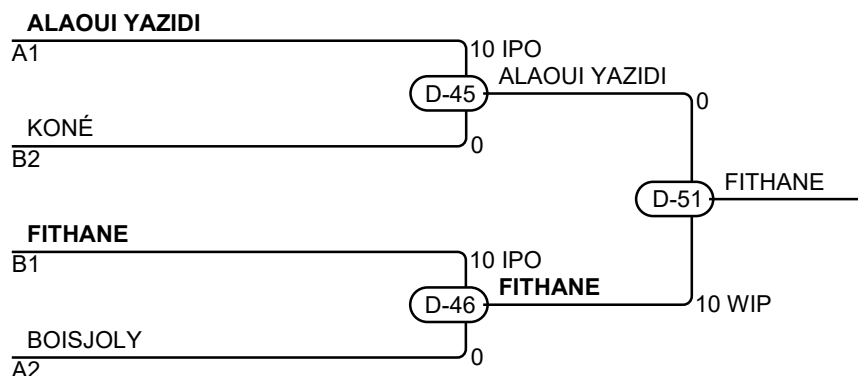 ALAOUI YAZIDI
A1
10 IPO
D-45
ALAOUI YAZIDI
0
KONÉ
0
B2
D-51
FITHANE
FITHANE
B1
10 IPO
D-46
FITHANE
10 WIP
BOISJOLY
0
A2